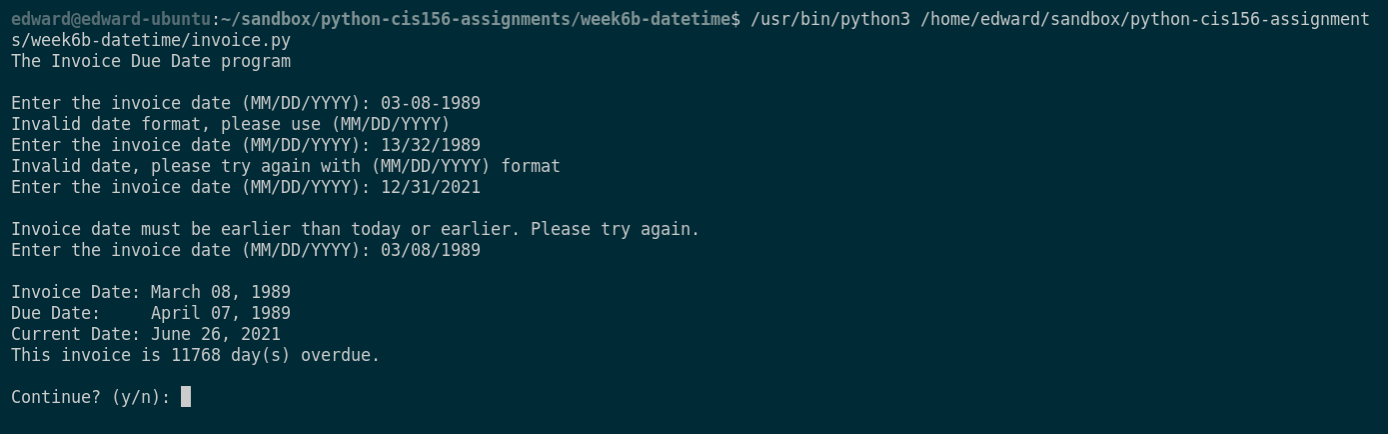 edward@edward-ubuntu:~/sandbox/python-cis156-assignments/week6b-datetime$ /usr/bin/python3 /home/edward/sandbox/python-cis156-assignment
s/week6b-datetime/invoice.py
The Invoice Due Date program
Enter the invoice date (MM/DD/YYYY): 03-08-1989
Invalid date format, please use (MM/DD/YYYY)
Enter the invoice date (MM/DD/YYYY): 13/32/1989
Invalid date, please try again with (MM/DD/YYYY) format
Enter the invoice date (MM/DD/YYYY): 12/31/2021
Invoice date must be earlier than today or earlier. Please try again.
Enter the invoice date (MM/DD/YYYY): 03/08/1989
Invoice Date: March 08, 1989
Due Date:     April 07, 1989
Current Date: June 26, 2021
This invoice is 11768 day(s) overdue.
Continue? (y/n):